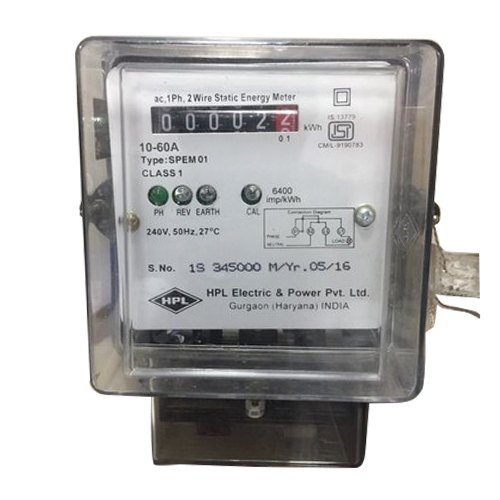 ac,1Ph, 2 Wire Static Energy Meter
0 0 0 0 2 2
kWh
0 1
IS:13779
ISI
CM/L-9190783
10-60A
Type: SPEM 01
CLASS 1
PH REV EARTH CAL
6400
imp/kWh
240V, 50Hz, 27°C
Connection Diagram
PHASE
NEUTRAL
LOAD
S.No. 1S 345000 M/Yr.05/16
HPL
HPL Electric & Power Pvt. Ltd.
Gurgaon (Haryana) INDIA
HPL